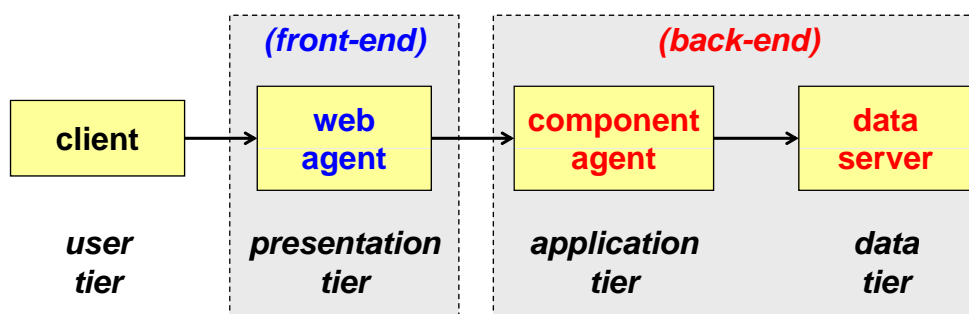 (front-end)
(back-end)
client
web
agent
component
agent
data
server
user
tier
presentation
tier
application
tier
data
tier